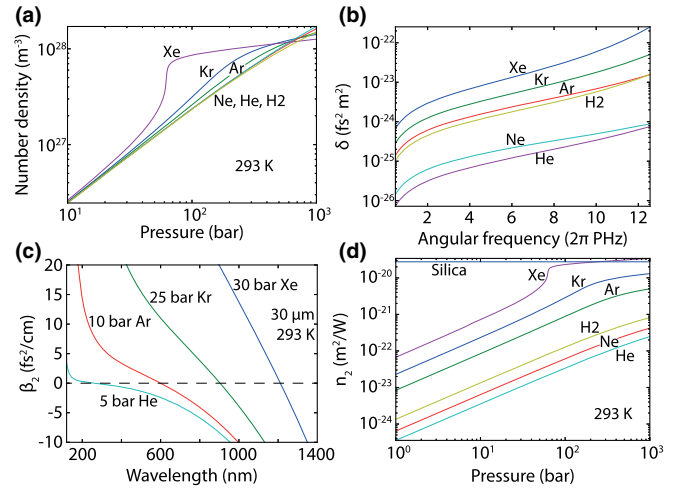 (a)
Number density (m⁻³)
10²⁸
10²⁷
Xe
Kr
Ar
Ne, He, H2
293 K
10
10²
10³
Pressure (bar)
(b)
δ (fs² m²)
10⁻²²
10⁻²³
10⁻²⁴
10⁻²⁵
10⁻²⁶
Xe
Kr
Ar
H2
Ne
He
2 4 6 8 10 12
Angular frequency (2π PHz)
(c)
β₂ (fs²/cm)
20
15
10
5
0
-5
-10
30 bar Xe
25 bar Kr
30 μm
293 K
10 bar Ar
5 bar He
200 600 1000 1400
Wavelength (nm)
(d)
n₂ (m²/W)
10⁻²⁰
10⁻²¹
10⁻²²
10⁻²³
10⁻²⁴
Silica
Xe
Kr
Ar
H2
Ne
He
293 K
10⁰ 10¹ 10² 10³
Pressure (bar)